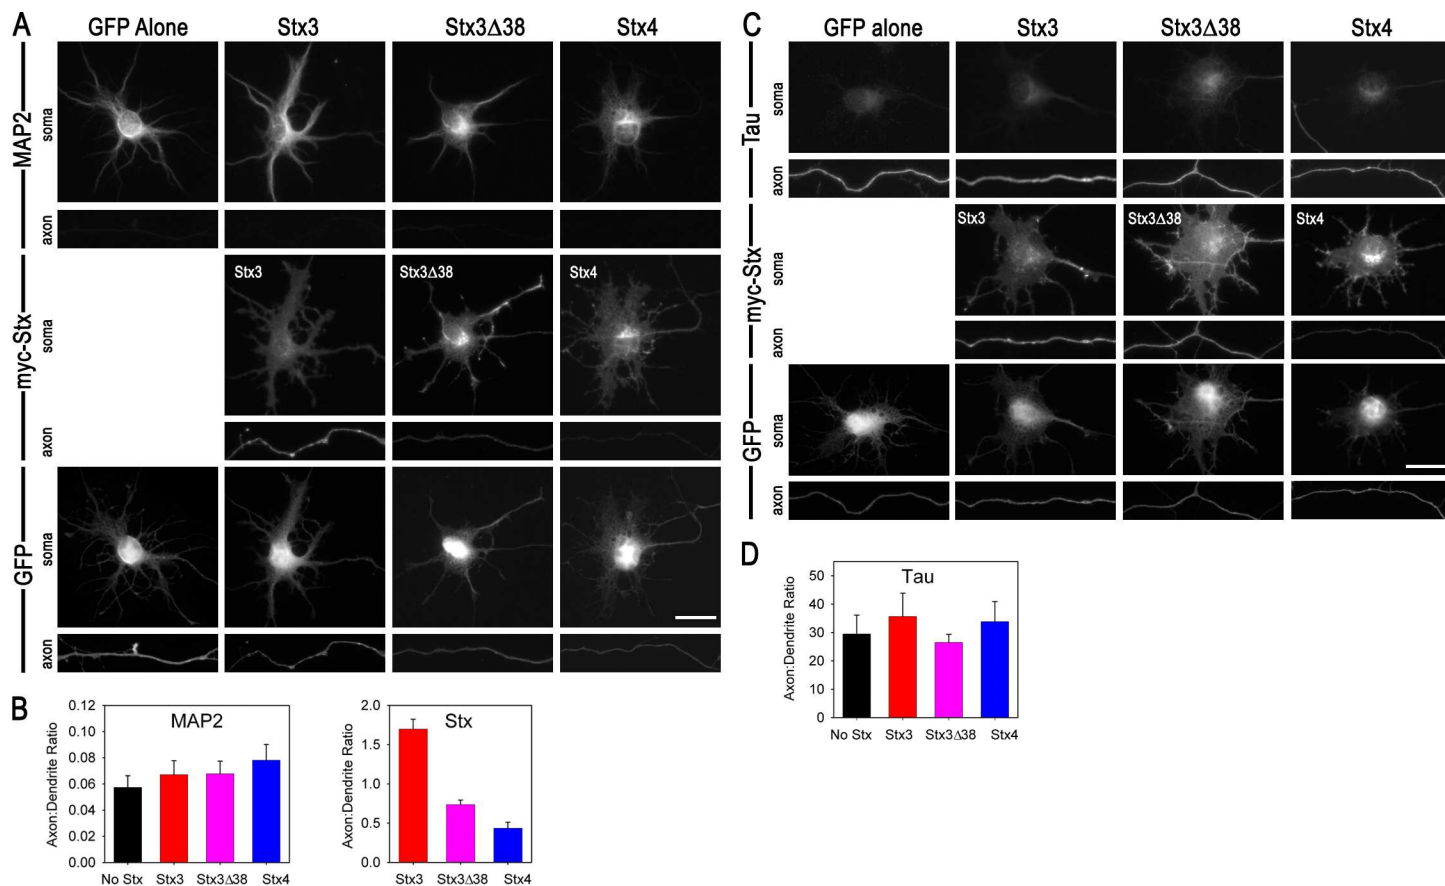 A
GFP Alone Stx3 Stx3Δ38 Stx4
MAP2
soma
axon
myc-Stx
soma
Stx3 Stx3Δ38 Stx4
axon
GFP
soma
axon
B
MAP2
Axon:Dendrite Ratio
0.12
0.10
0.08
0.06
0.04
0.02
0.00
No Stx Stx3 Stx3Δ38 Stx4
Stx
Axon:Dendrite Ratio
2.0
1.5
1.0
0.5
0.0
Stx3 Stx3Δ38 Stx4
C
GFP alone Stx3 Stx3Δ38 Stx4
Tau
soma
axon
myc-Stx
soma
Stx3 Stx3Δ38 Stx4
axon
GFP
soma
axon
D
Tau
Axon:Dendrite Ratio
50
40
30
20
10
0
No Stx Stx3 Stx3Δ38 Stx4